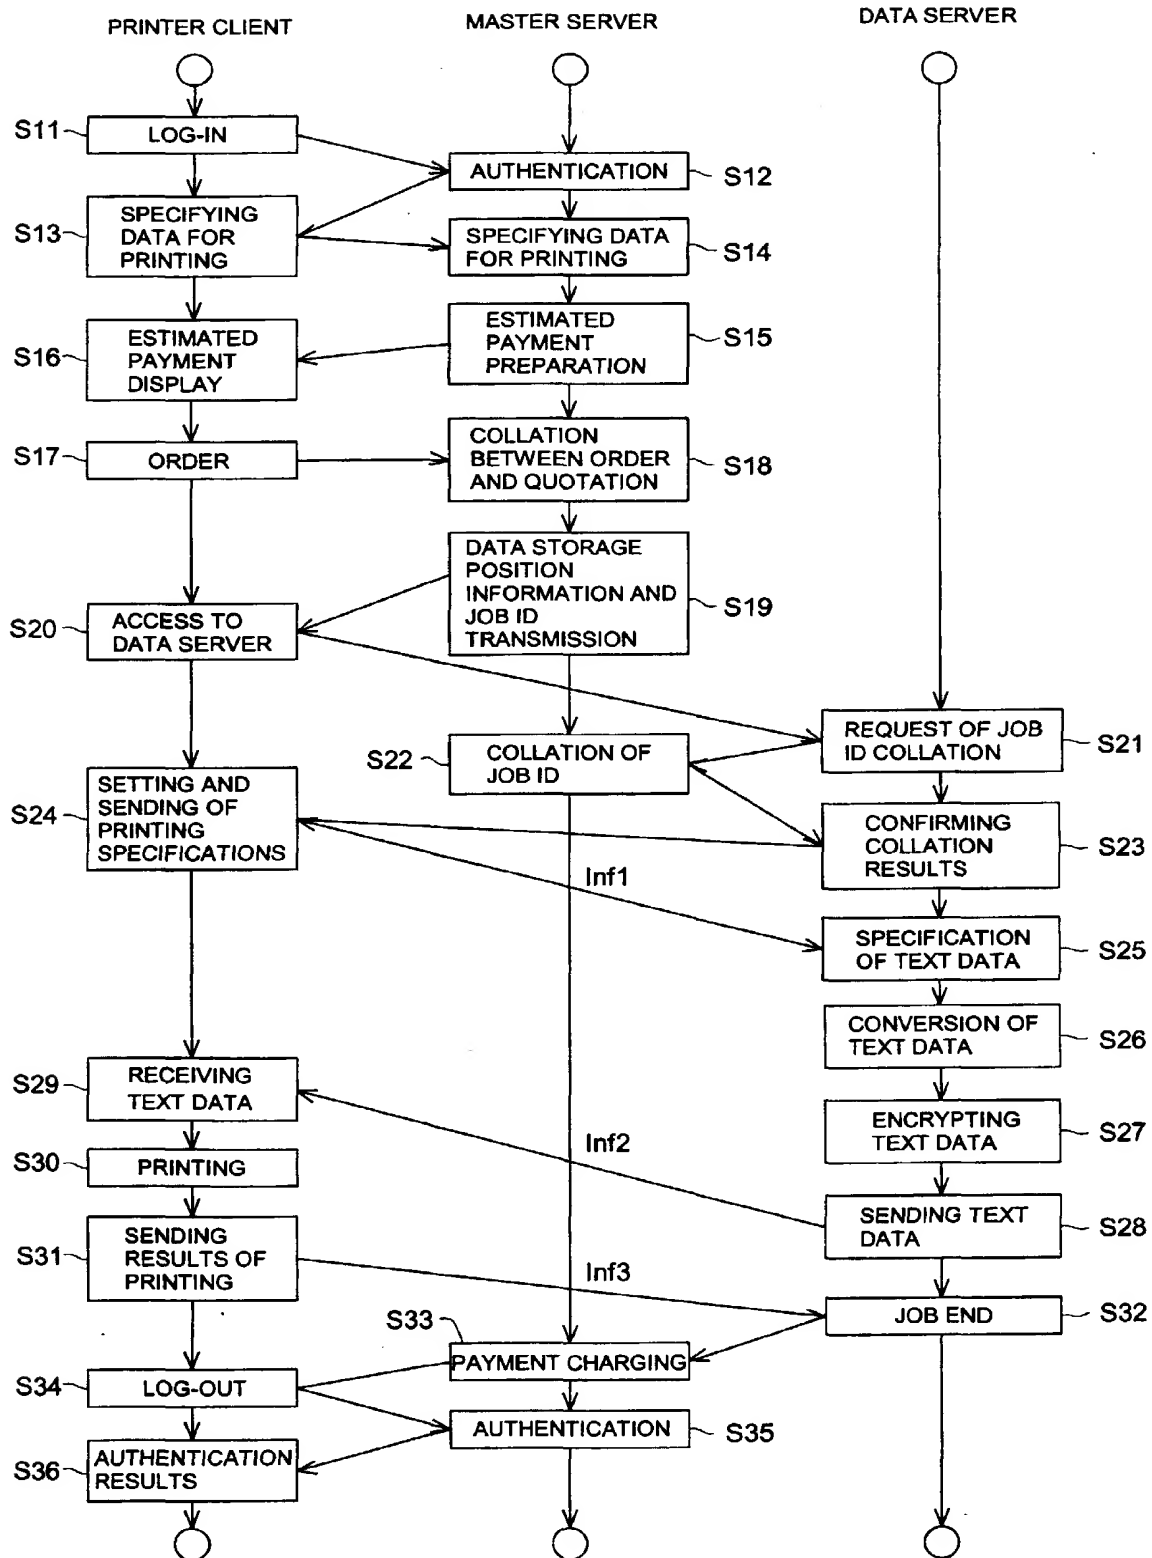 PRINTER CLIENT
MASTER SERVER
DATA SERVER
S11
LOG-IN
AUTHENTICATION
S12
S13
SPECIFYING
DATA FOR
PRINTING
SPECIFYING DATA
FOR PRINTING
S14
ESTIMATED
PAYMENT
PREPARATION
S15
S16
ESTIMATED
PAYMENT
DISPLAY
S17
ORDER
COLLATION
BETWEEN ORDER
AND QUOTATION
S18
DATA STORAGE
POSITION
INFORMATION AND
JOB ID
TRANSMISSION
S19
S20
ACCESS TO
DATA SERVER
REQUEST OF JOB
ID COLLATION
S21
S22
COLLATION OF
JOB ID
S24
SETTING AND
SENDING OF
PRINTING
SPECIFICATIONS
CONFIRMING
COLLATION
RESULTS
S23
Inf1
SPECIFICATION
OF TEXT DATA
S25
CONVERSION OF
TEXT DATA
S26
S29
RECEIVING
TEXT DATA
ENCRYPTING
TEXT DATA
S27
Inf2
S30
PRINTING
SENDING TEXT
DATA
S28
S31
SENDING
RESULTS OF
PRINTING
Inf3
JOB END
S32
S33
PAYMENT CHARGING
S34
LOG-OUT
AUTHENTICATION
S35
S36
AUTHENTICATION
RESULTS